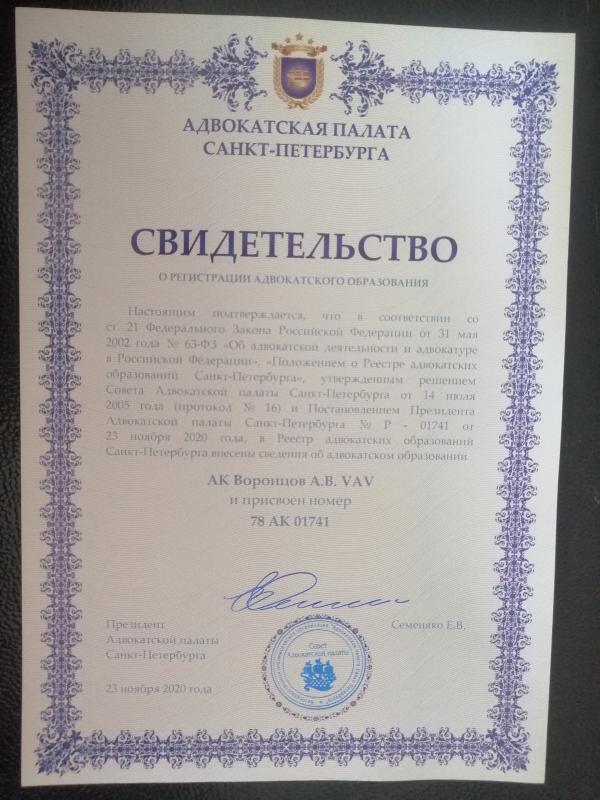 АДВОКАТСКАЯ ПАЛАТА
САНКТ-ПЕТЕРБУРГА
СВИДЕТЕЛЬСТВО
О РЕГИСТРАЦИИ АДВОКАТСКОГО ОБРАЗОВАНИЯ
Настоящим подтверждается, что в соответствии со
ст. 21 Федерального Закона Российской Федерации от 31 мая
2002 года № 63-ФЗ «Об адвокатской деятельности и адвокатуре
в Российской Федерации», «Положением о Реестре адвокатских
образований Санкт-Петербурга», утвержденным решением
Совета Адвокатской палаты Санкт-Петербурга от 14 июля
2005 года (протокол № 16) и Постановлением Президента
Адвокатской палаты Санкт-Петербурга № Р - 01741 от
23 ноября 2020 года, в Реестр адвокатских образований
Санкт-Петербурга внесены сведения об адвокатском образовании
АК Воронцов А.В. VAV
и присвоен номер
78 АК 01741
Президент
Адвокатской палаты
Санкт-Петербурга
Семеняко Е.В.
Совет
Адвокатской палаты
23 ноября 2020 года